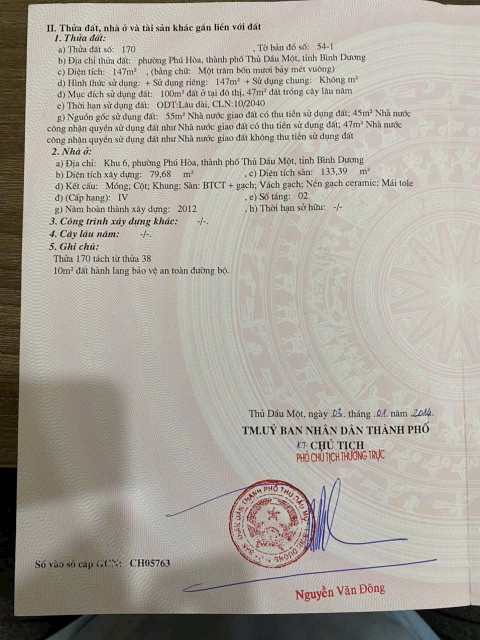 II. Thửa đất, nhà ở và tài sản khác gắn liền với đất
1. Thửa đất:
a) Thửa đất số: 170 , Tờ bản đồ số: 54-1
b) Địa chỉ thửa đất: phường Phú Hòa, thành phố Thủ Dầu Một, tỉnh Bình Dương
c) Diện tích: 147m² , (bằng chữ: Một trăm bốn mươi bảy mét vuông)
d) Hình thức sử dụng: + Sử dụng riêng: 147m² + Sử dụng chung: Không m²
đ) Mục đích sử dụng đất: 100m² đất ở tại đô thị, 47m² đất trồng cây lâu năm
e) Thời hạn sử dụng đất: ODT:Lâu dài, CLN:10/2040
g) Nguồn gốc sử dụng đất: 55m² Nhà nước giao đất có thu tiền sử dụng đất; 45m² Nhà nước
công nhận quyền sử dụng đất như Nhà nước giao đất có thu tiền sử dụng đất; 47m² Nhà nước
công nhận quyền sử dụng đất như Nhà nước giao đất không thu tiền sử dụng đất
2. Nhà ở:
a) Địa chỉ: Khu 6, phường Phú Hòa, thành phố Thủ Dầu Một, tỉnh Bình Dương
b) Diện tích xây dựng: 79,68 m² , c) Diện tích sàn: 133,39 m²
d) Kết cấu: Móng; Cột; Khung; Sàn: BTCT + gạch; Vách gạch; Nền gạch ceramic; Mái tole
đ) (Cấp hạng): IV , e) Số tầng: 02
g) Năm hoàn thành xây dựng: 2012 , h) Thời hạn sở hữu: -/-
3. Công trình xây dựng khác: -/-.
4. Cây lâu năm: -/-.
5. Ghi chú:
Thửa 170 tách từ thửa 38
10m² đất hành lang bảo vệ an toàn đường bộ.
Thủ Dầu Một, ngày 03 tháng 01 năm 2014
TM.UỶ BAN NHÂN DÂN THÀNH PHỐ
KT. CHỦ TỊCH
PHÓ CHỦ TỊCH THƯỜNG TRỰC
Số vào sổ cấp GCN: CH05763
Nguyễn Văn Đông